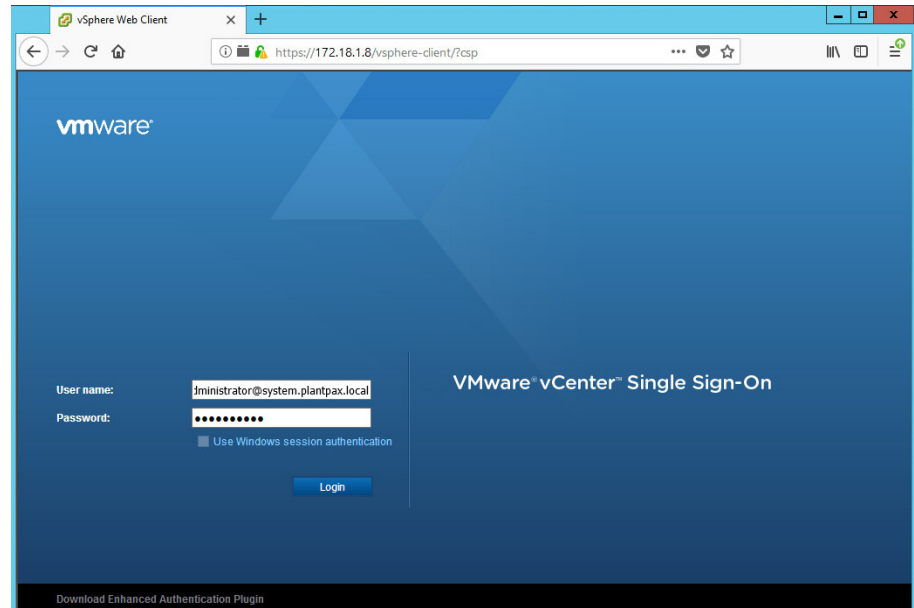 vSphere Web Client
https://172.18.1.8/vsphere-client/?csp
vmware®
User name:
dministrator@system.plantpax.local
Password:
Use Windows session authentication
Login
VMware® vCenter™ Single Sign-On
Download Enhanced Authentication Plugin